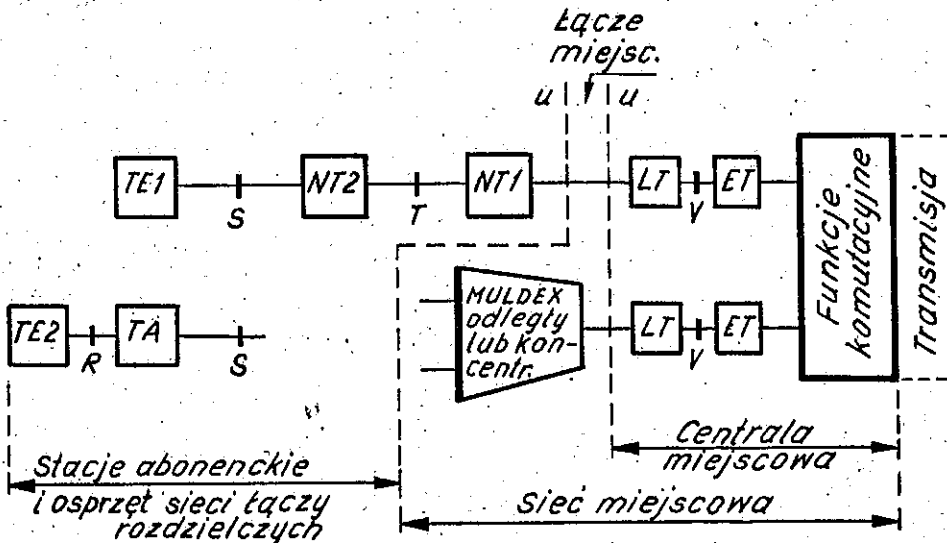 Łącze
miejsc.
u
u
TE1
S
NT2
T
NT1
LT
V
ET
Funkcje
komutacyjne
Transmisja
TE2
R
TA
S
MULDEX
odległy
lub kon-
centr.
LT
V
ET
Centrala
miejscowa
Stacje abonenckie
i osprzęt sieci łączy
rozdzielczych
Sieć miejscowa